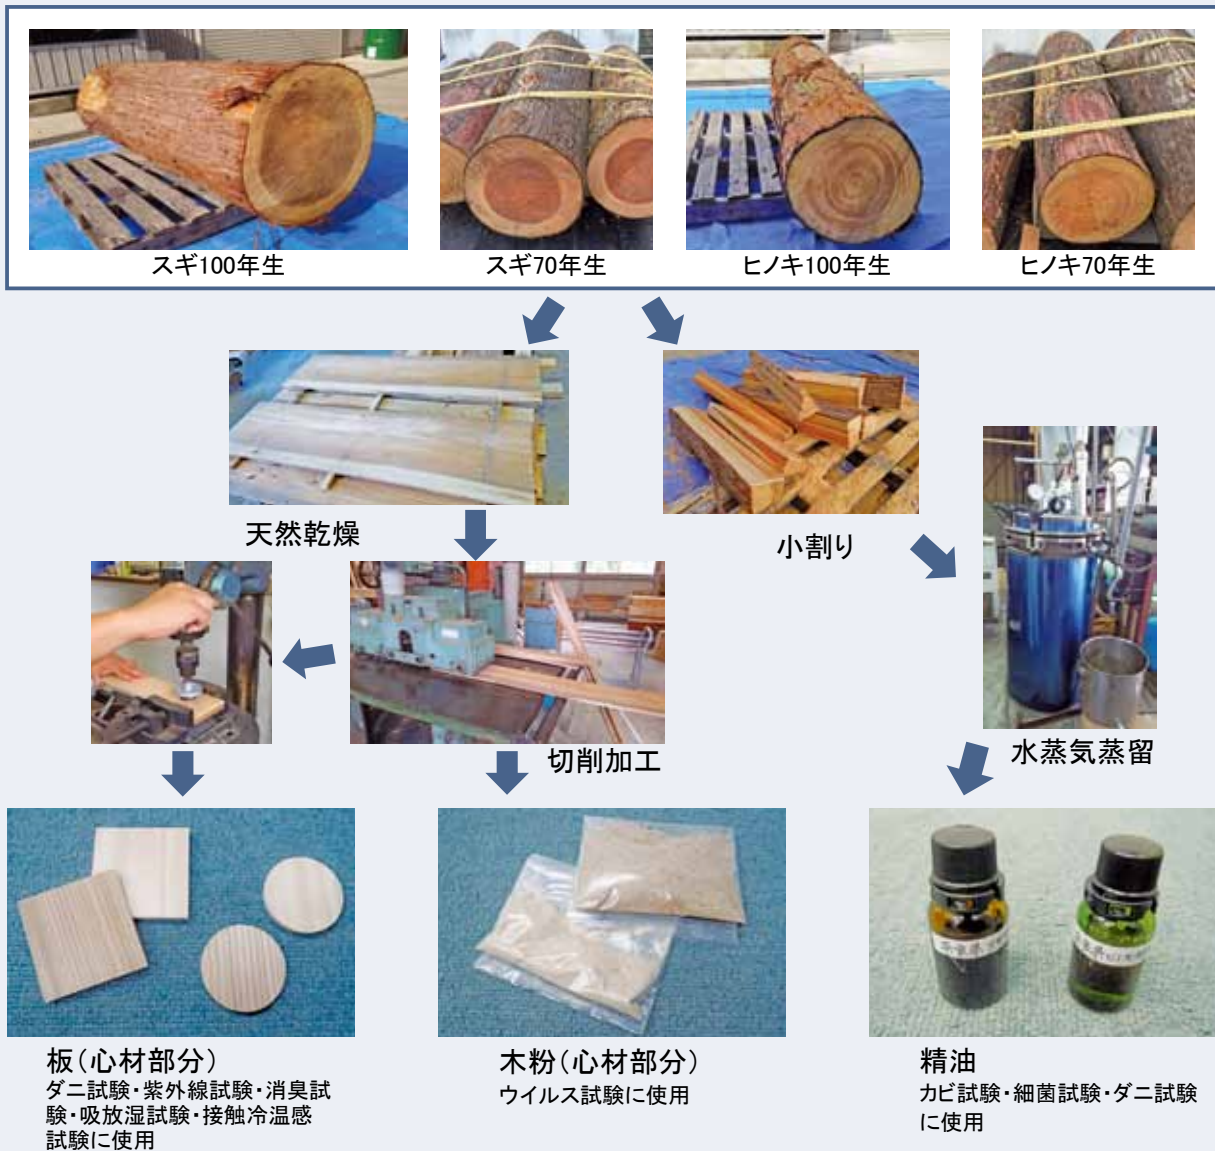 スギ100年生
スギ70年生
ヒノキ100年生
ヒノキ70年生
天然乾燥
小割り
切削加工
水蒸気蒸留
板（心材部分）
ダニ試験・紫外線試験・消臭試
験・吸放湿試験・接触冷温感
試験に使用
木粉（心材部分）
ウイルス試験に使用
精油
カビ試験・細菌試験・ダニ試験
に使用